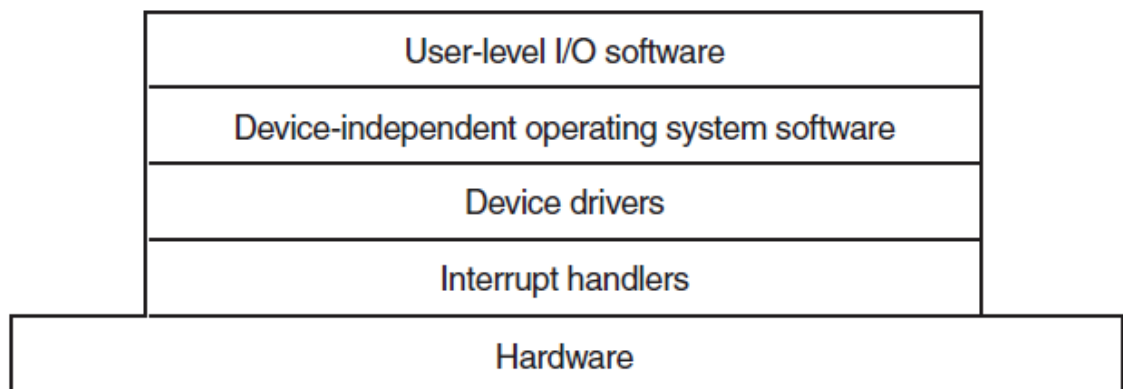 User-level I/O software
Device-independent operating system software
Device drivers
Interrupt handlers
Hardware